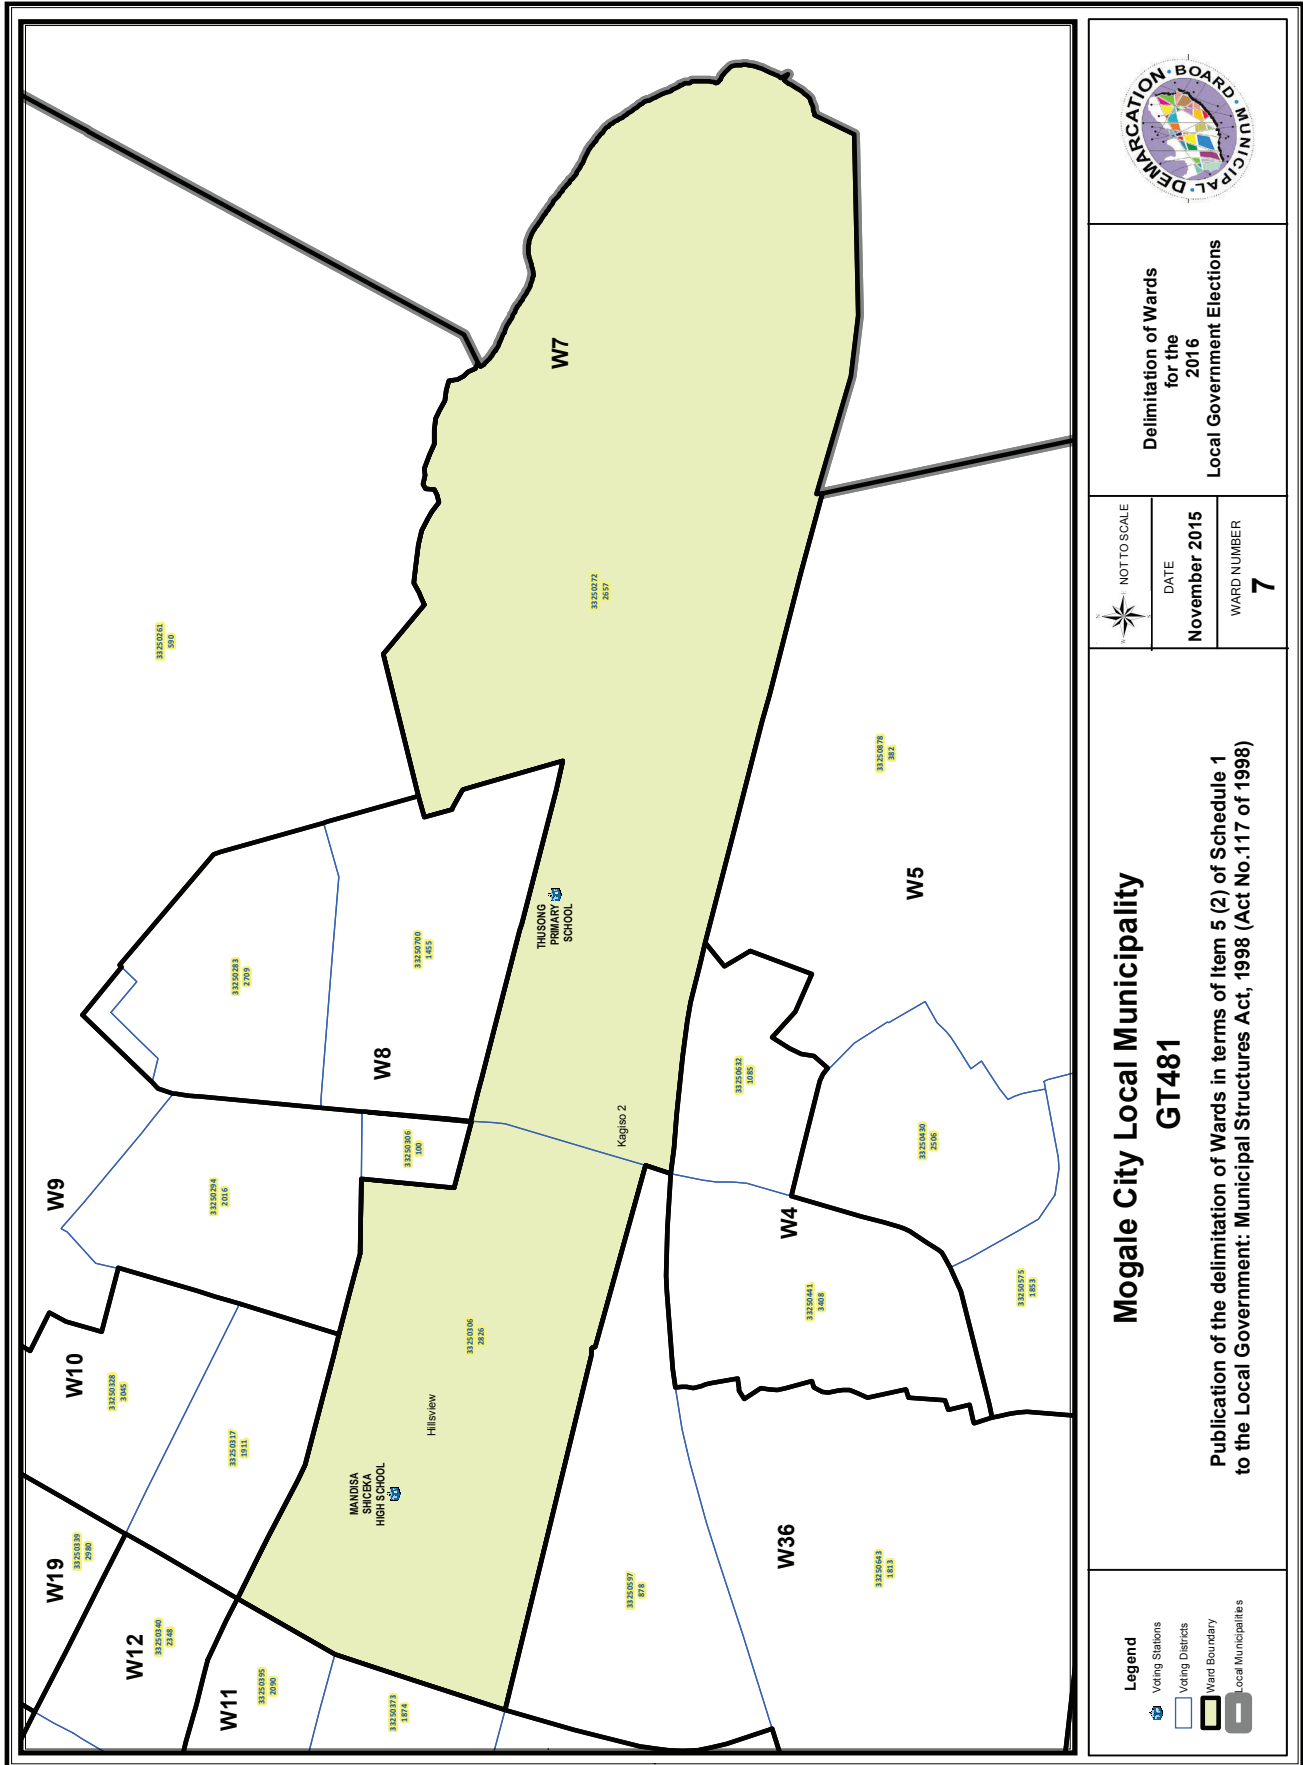 W19
33250339
2980
W12
33250340
2348
W11
33250395
2090
33250373
1874
W10
33250328
3045
33250317
1911
W9
33250294
2016
33250306
100
W8
33250283
2709
33250700
1455
33250261
590
W7
33250272
2657
MANDISA
SHICEKA
HIGH SCHOOL
Hillsview
33250306
2826
THUSONG
PRIMARY
SCHOOL
Kagiso 2
33250597
878
W36
33250643
1813
W4
33250441
3408
33250632
1085
33250430
2506
33250575
1853
W5
33250878
382
Legend
Voting Stations
Voting Districts
Ward Boundary
Local Municipalities
Mogale City Local Municipality
GT481
Publication of the delimitation of Wards in terms of Item 5 (2) of Schedule 1
to the Local Government: Municipal Structures Act, 1998 (Act No.117 of 1998)
NOT TO SCALE
DATE
November 2015
WARD NUMBER
7
Delimitation of Wards
for the
2016
Local Government Elections
MUNICIPAL • DEMARCATION • BOARD •